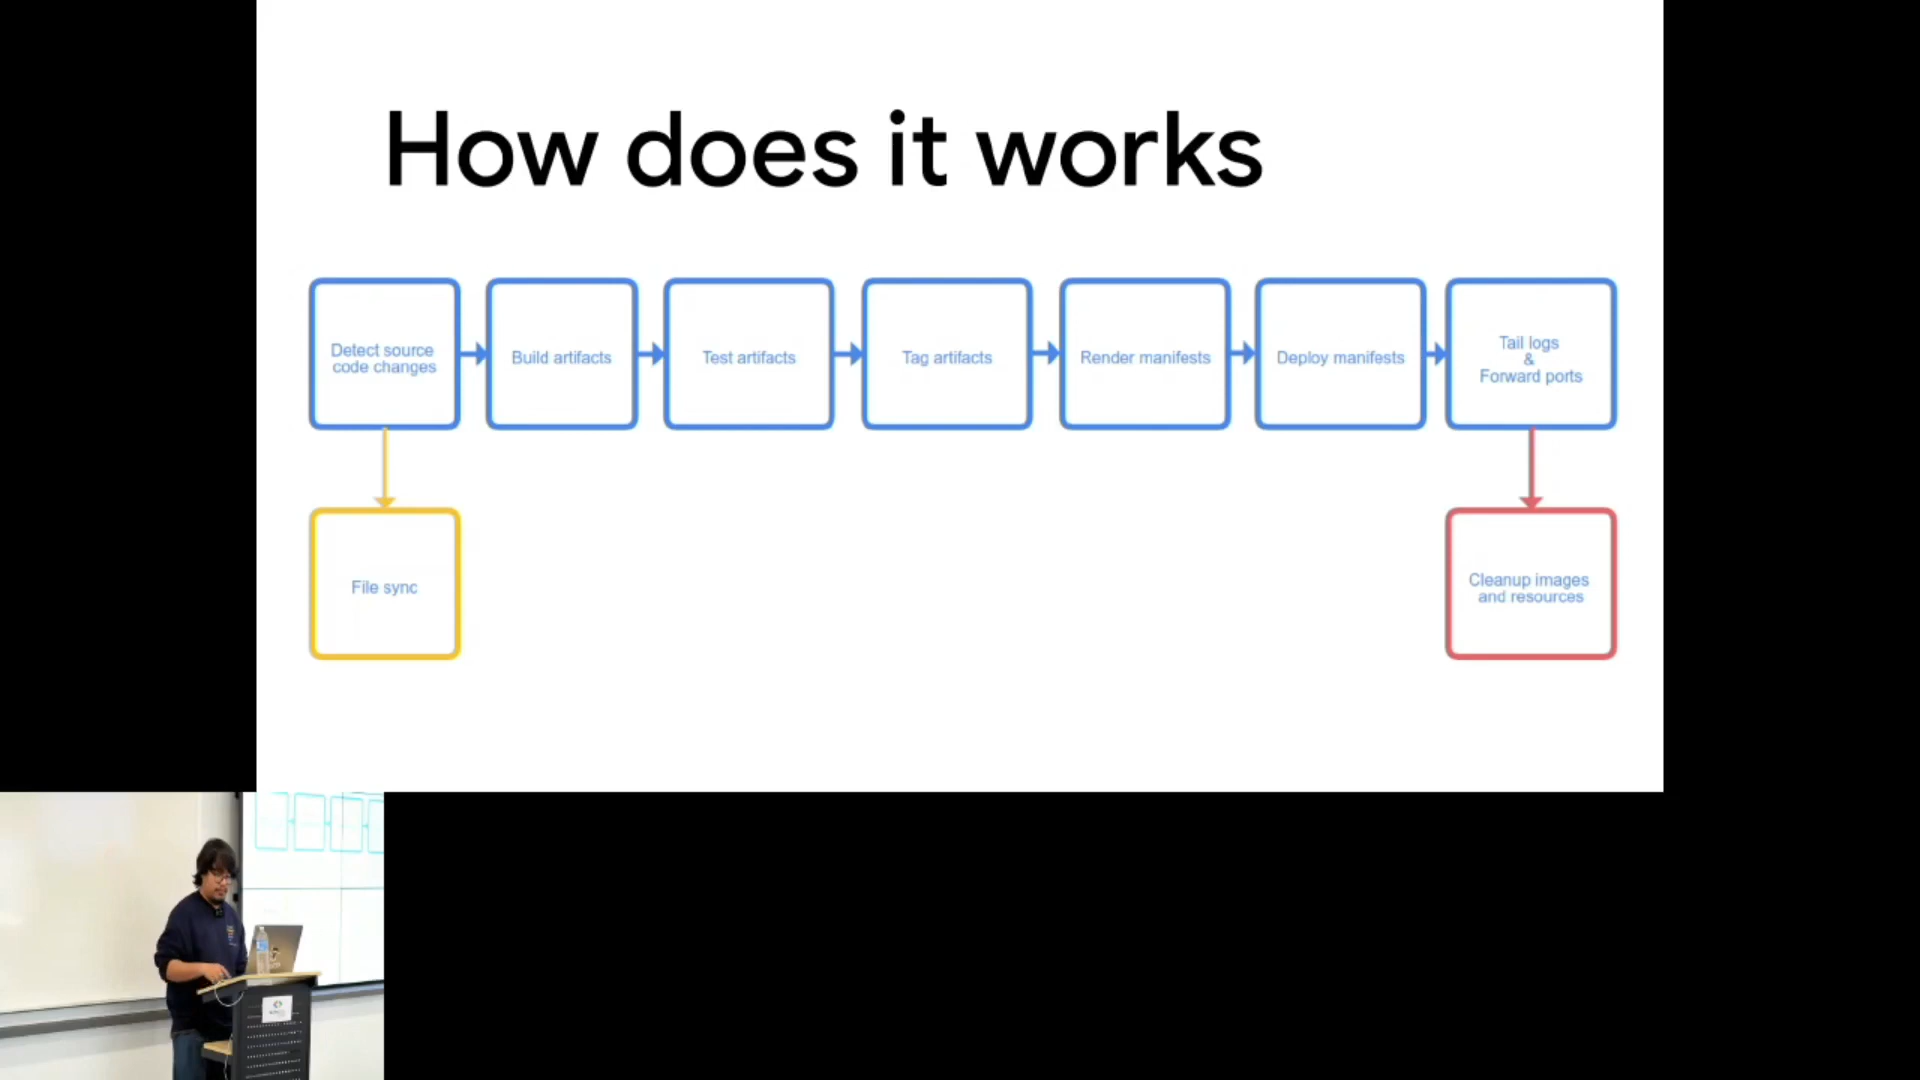 How does it works
Detect source
code changes
Build artifacts
Test artifacts
Tag artifacts
Render manifests
Deploy manifests
Tail logs
&
Forward ports
File sync
Cleanup images
and resources